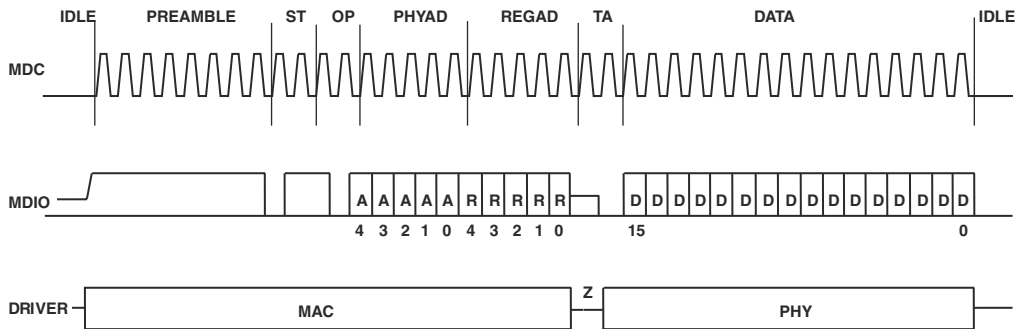 IDLE PREAMBLE ST OP PHYAD REGAD TA DATA IDLE
MDC
MDIO A A A A A R R R R R D D D D D D D D D D D D D D D D
4 3 2 1 0 4 3 2 1 0 15 0
DRIVER MAC Z PHY